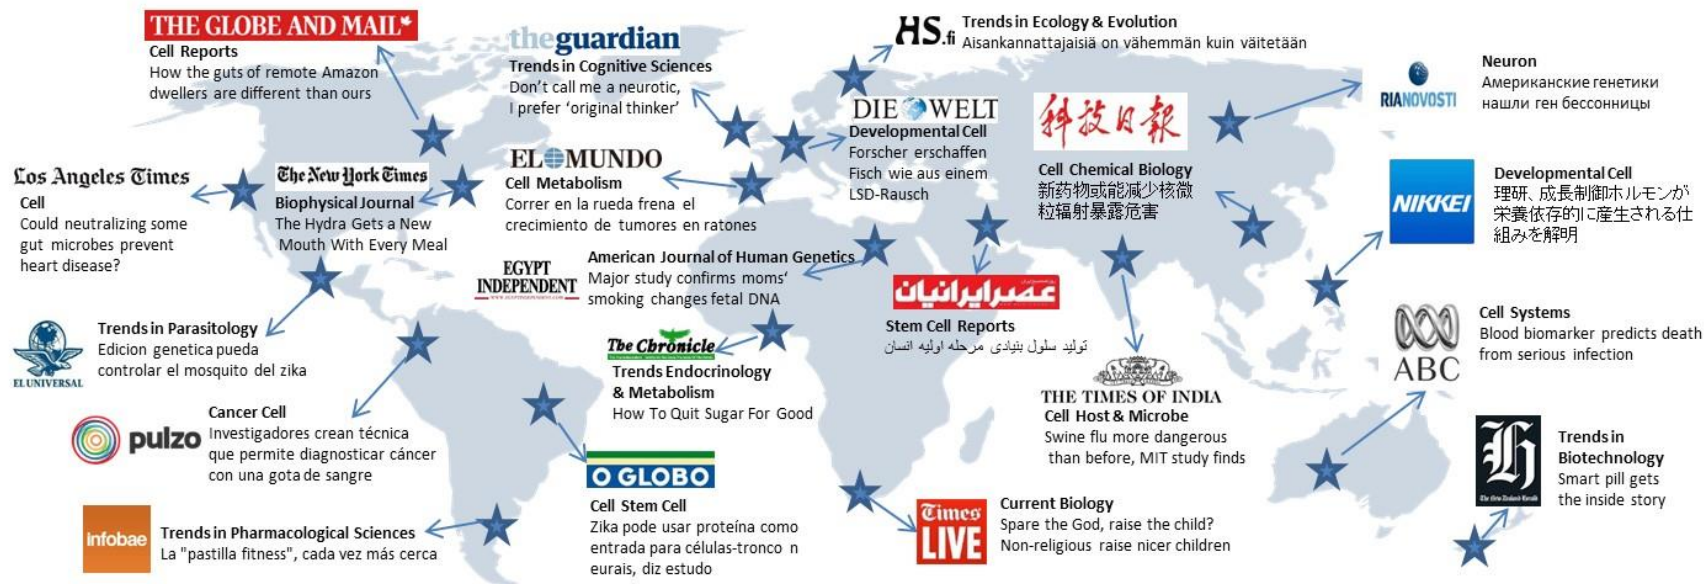 THE GLOBE AND MAIL
Cell Reports
How the guts of remote Amazon
dwellers are different than ours
theguardian
Trends in Cognitive Sciences
Don't call me a neurotic,
I prefer ‘original thinker’
HS.fi
Trends in Ecology & Evolution
Aisankannattajaisiä on vähemmän kuin väitetään
DIE WELT
Developmental Cell
Forscher erschaffen
Fisch wie aus einem
LSD-Rausch
科技日报
Cell Chemical Biology
新药物或能减少核微
粒辐射暴露危害
RIANOVOSTI
Neuron
Американские генетики
нашли ген бессонницы
Los Angeles Times
Cell
Could neutralizing some
gut microbes prevent
heart disease?
The New York Times
Biophysical Journal
The Hydra Gets a New
Mouth With Every Meal
EL MUNDO
Cell Metabolism
Correr en la rueda frena el
crecimiento de tumores en ratones
NIKKEI
Developmental Cell
理研、成長制御ホルモンが
栄養依存的に産生される仕
組みを解明
EGYPT
INDEPENDENT
American Journal of Human Genetics
Major study confirms moms‘
smoking changes fetal DNA
عصر ایرانیان
Stem Cell Reports
تولید سلول بنیادی مرحله اولیه انسان
EL UNIVERSAL
Trends in Parasitology
Edicion genetica pueda
controlar el mosquito del zika
The Chronicle
Trends Endocrinology
& Metabolism
How To Quit Sugar For Good
THE TIMES OF INDIA
Cell Host & Microbe
Swine flu more dangerous
than before, MIT study finds
ABC
Cell Systems
Blood biomarker predicts death
from serious infection
pulzo
Cancer Cell
Investigadores crean técnica
que permite diagnosticar cáncer
con una gota de sangre
O GLOBO
Cell Stem Cell
Zika pode usar proteína como
entrada para células-tronco n
eurais, diz estudo
The New Zealand Herald
Trends in
Biotechnology
Smart pill gets
the inside story
infobae
Trends in Pharmacological Sciences
La "pastilla fitness", cada vez más cerca
Times
LIVE
Current Biology
Spare the God, raise the child?
Non-religious raise nicer children